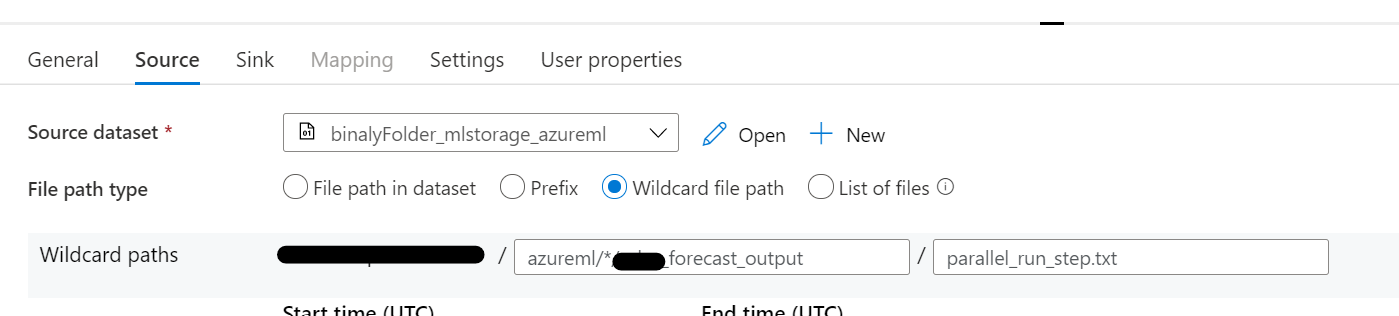 General Source Sink Mapping Settings User properties
Source dataset * binalyFolder_mlstorage_azureml Open New
File path type File path in dataset Prefix Wildcard file path List of files
Wildcard paths / azureml/*/ _forecast_output / parallel_run_step.txt
Start time (UTC) End time (UTC)